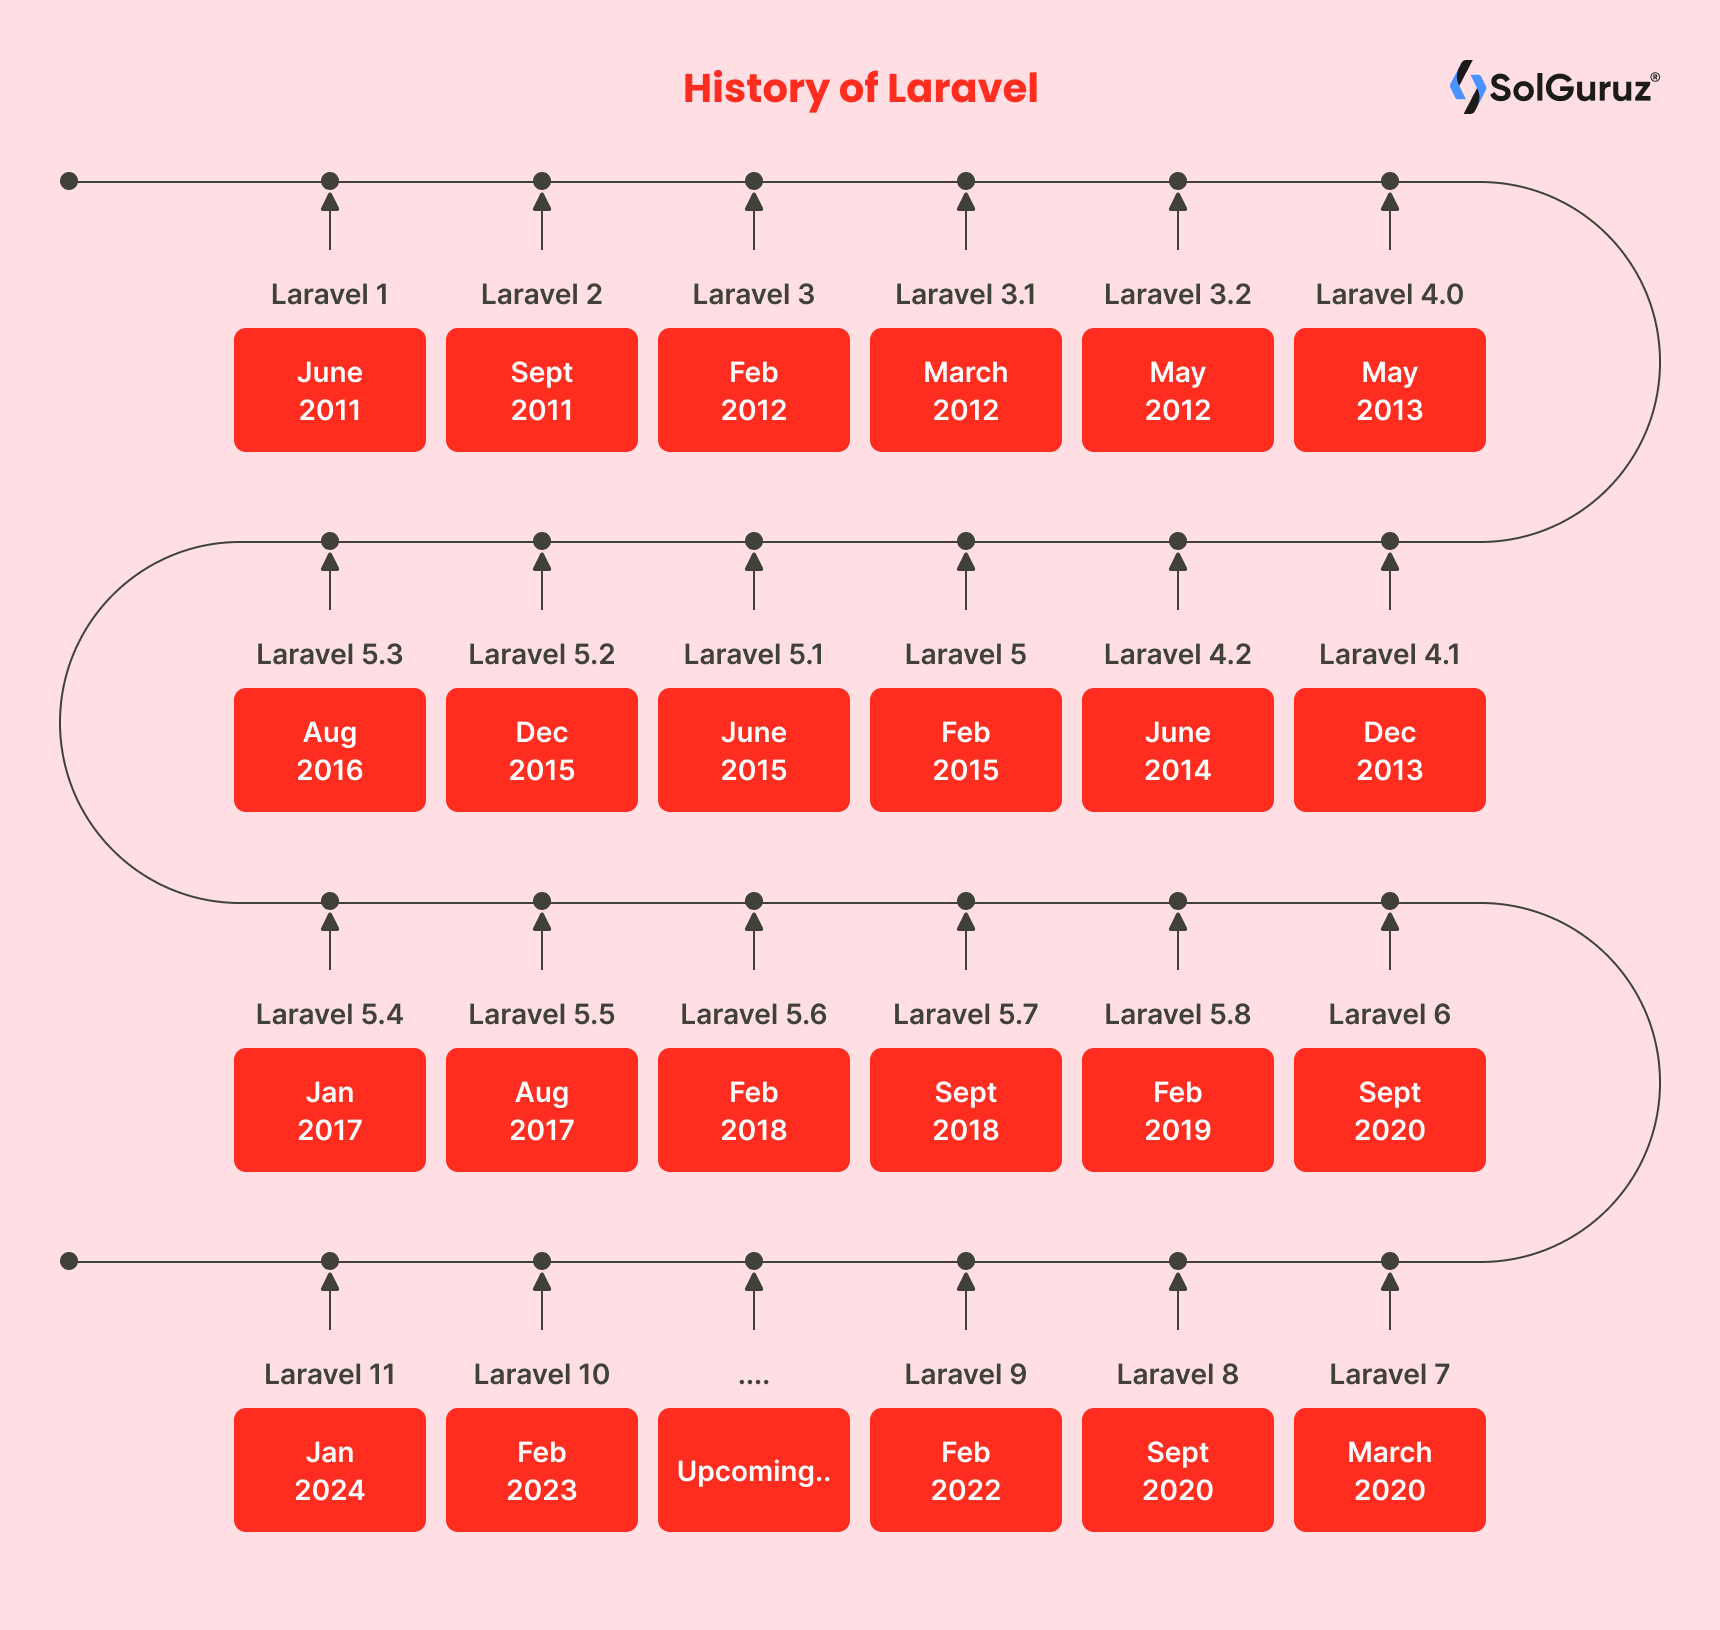 History of Laravel
SolGuruz®
Laravel 1
June
2011
Laravel 2
Sept
2011
Laravel 3
Feb
2012
Laravel 3.1
March
2012
Laravel 3.2
May
2012
Laravel 4.0
May
2013
Laravel 5.3
Aug
2016
Laravel 5.2
Dec
2015
Laravel 5.1
June
2015
Laravel 5
Feb
2015
Laravel 4.2
June
2014
Laravel 4.1
Dec
2013
Laravel 5.4
Jan
2017
Laravel 5.5
Aug
2017
Laravel 5.6
Feb
2018
Laravel 5.7
Sept
2018
Laravel 5.8
Feb
2019
Laravel 6
Sept
2020
Laravel 11
Jan
2024
Laravel 10
Feb
2023
....
Upcoming..
Laravel 9
Feb
2022
Laravel 8
Sept
2020
Laravel 7
March
2020